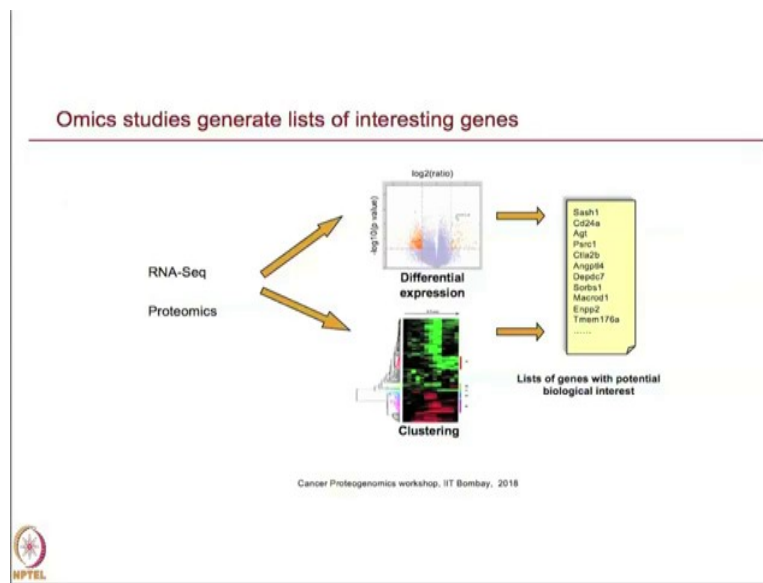 Omics studies generate lists of interesting genes
log2(ratio)
-log10(p value)
Differential
expression
RNA-Seq
Proteomics
Clustering
Sash1
Cd24a
Agt
Psrc1
Ctla2b
Angptl4
Depdc7
Sorbs1
Macrod1
Enpp2
Tmem176a
......
Lists of genes with potential
biological interest
Cancer Proteogenomics workshop, IIT Bombay, 2018
NPTEL